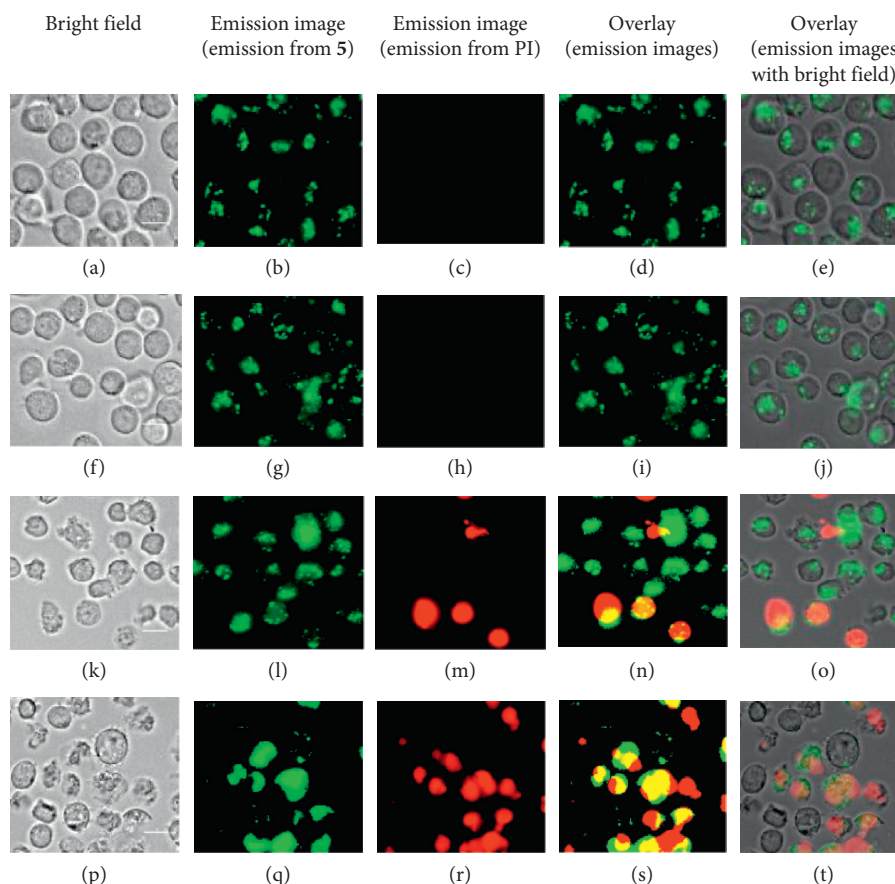 Bright field
Emission image
(emission from 5)
Emission image
(emission from PI)
Overlay
(emission images)
Overlay
(emission images
with bright field)
(a) (b) (c) (d) (e)
(f) (g) (h) (i) (j)
(k) (l) (m) (n) (o)
(p) (q) (r) (s) (t)